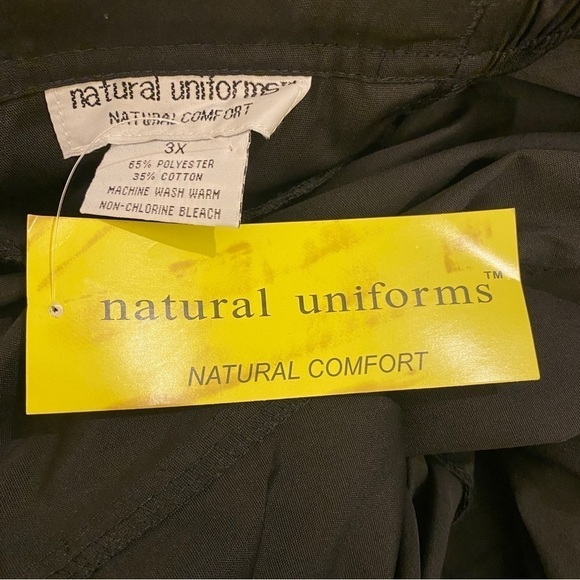 natural uniforms™
NATURAL COMFORT
3X
65% POLYESTER
35% COTTON
MACHINE WASH WARM
NON-CHLORINE BLEACH
natural uniforms™
NATURAL COMFORT